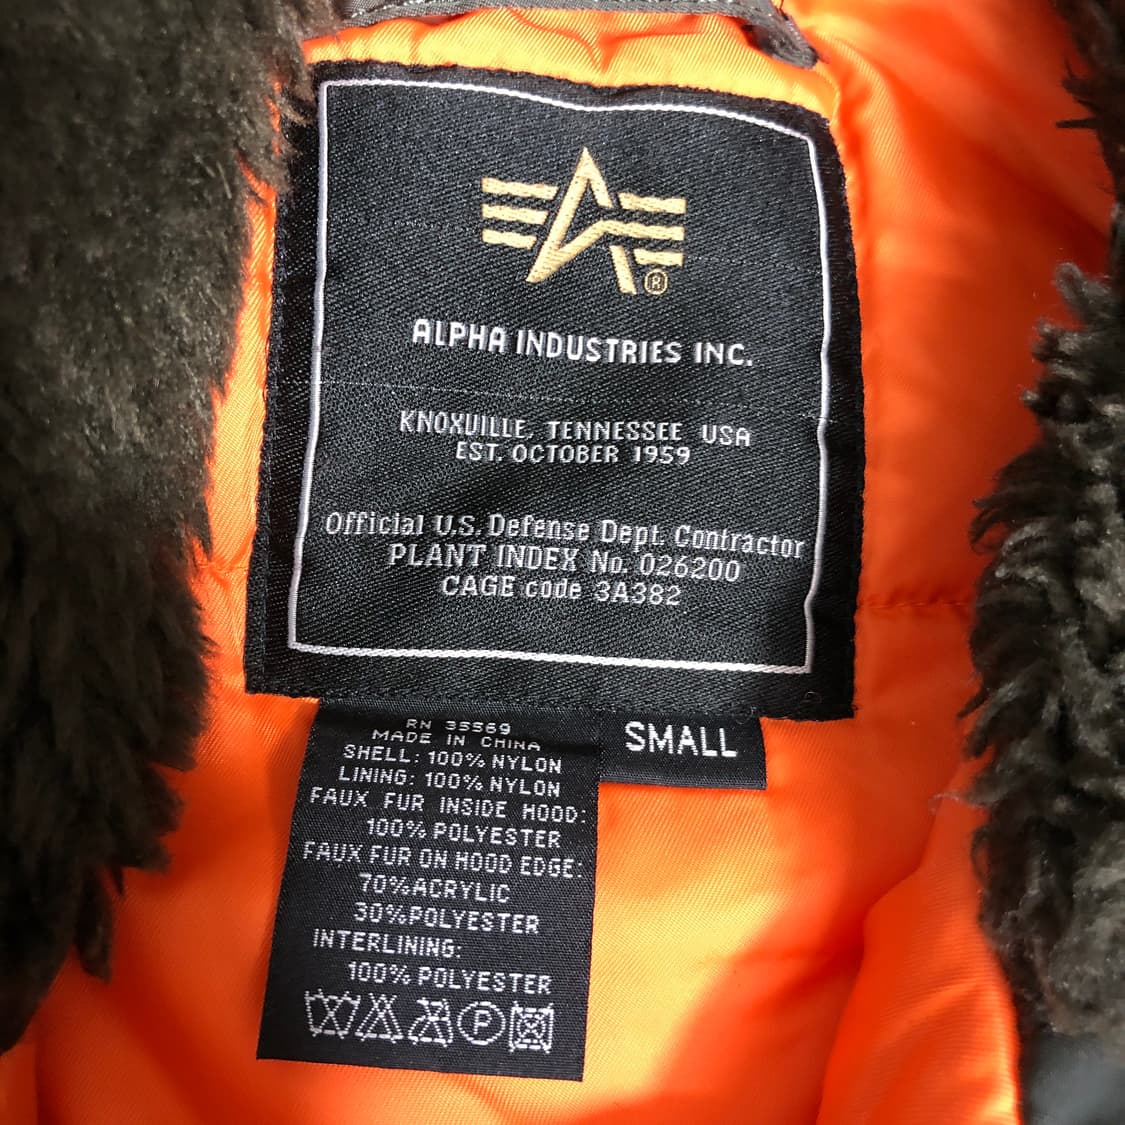 ®
ALPHA INDUSTRIES INC.
KNOXVILLE, TENNESSEE USA
EST. OCTOBER 1959
Official U.S. Defense Dept. Contractor
PLANT INDEX No. 026200
CAGE code 3A382
SMALL
RN 35569
MADE IN CHINA
SHELL: 100% NYLON
LINING: 100% NYLON
FAUX FUR INSIDE HOOD:
100% POLYESTER
FAUX FUR ON HOOD EDGE:
70%ACRYLIC
30%POLYESTER
INTERLINING:
100% POLYESTER
P